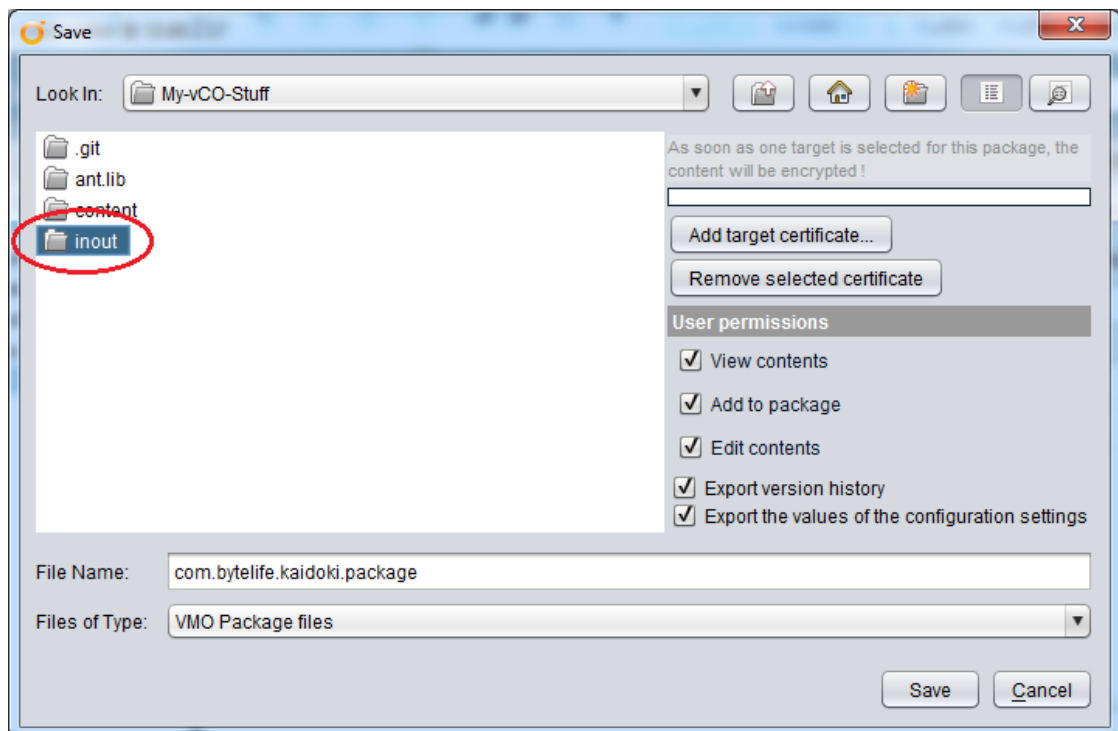 Save
Look In:
My-vCO-Stuff
.git
ant.lib
content
inout
As soon as one target is selected for this package, the
content will be encrypted !
Add target certificate...
Remove selected certificate
User permissions
View contents
Add to package
Edit contents
Export version history
Export the values of the configuration settings
File Name:
com.bytelife.kaidoki.package
Files of Type:
VMO Package files
Save
Cancel